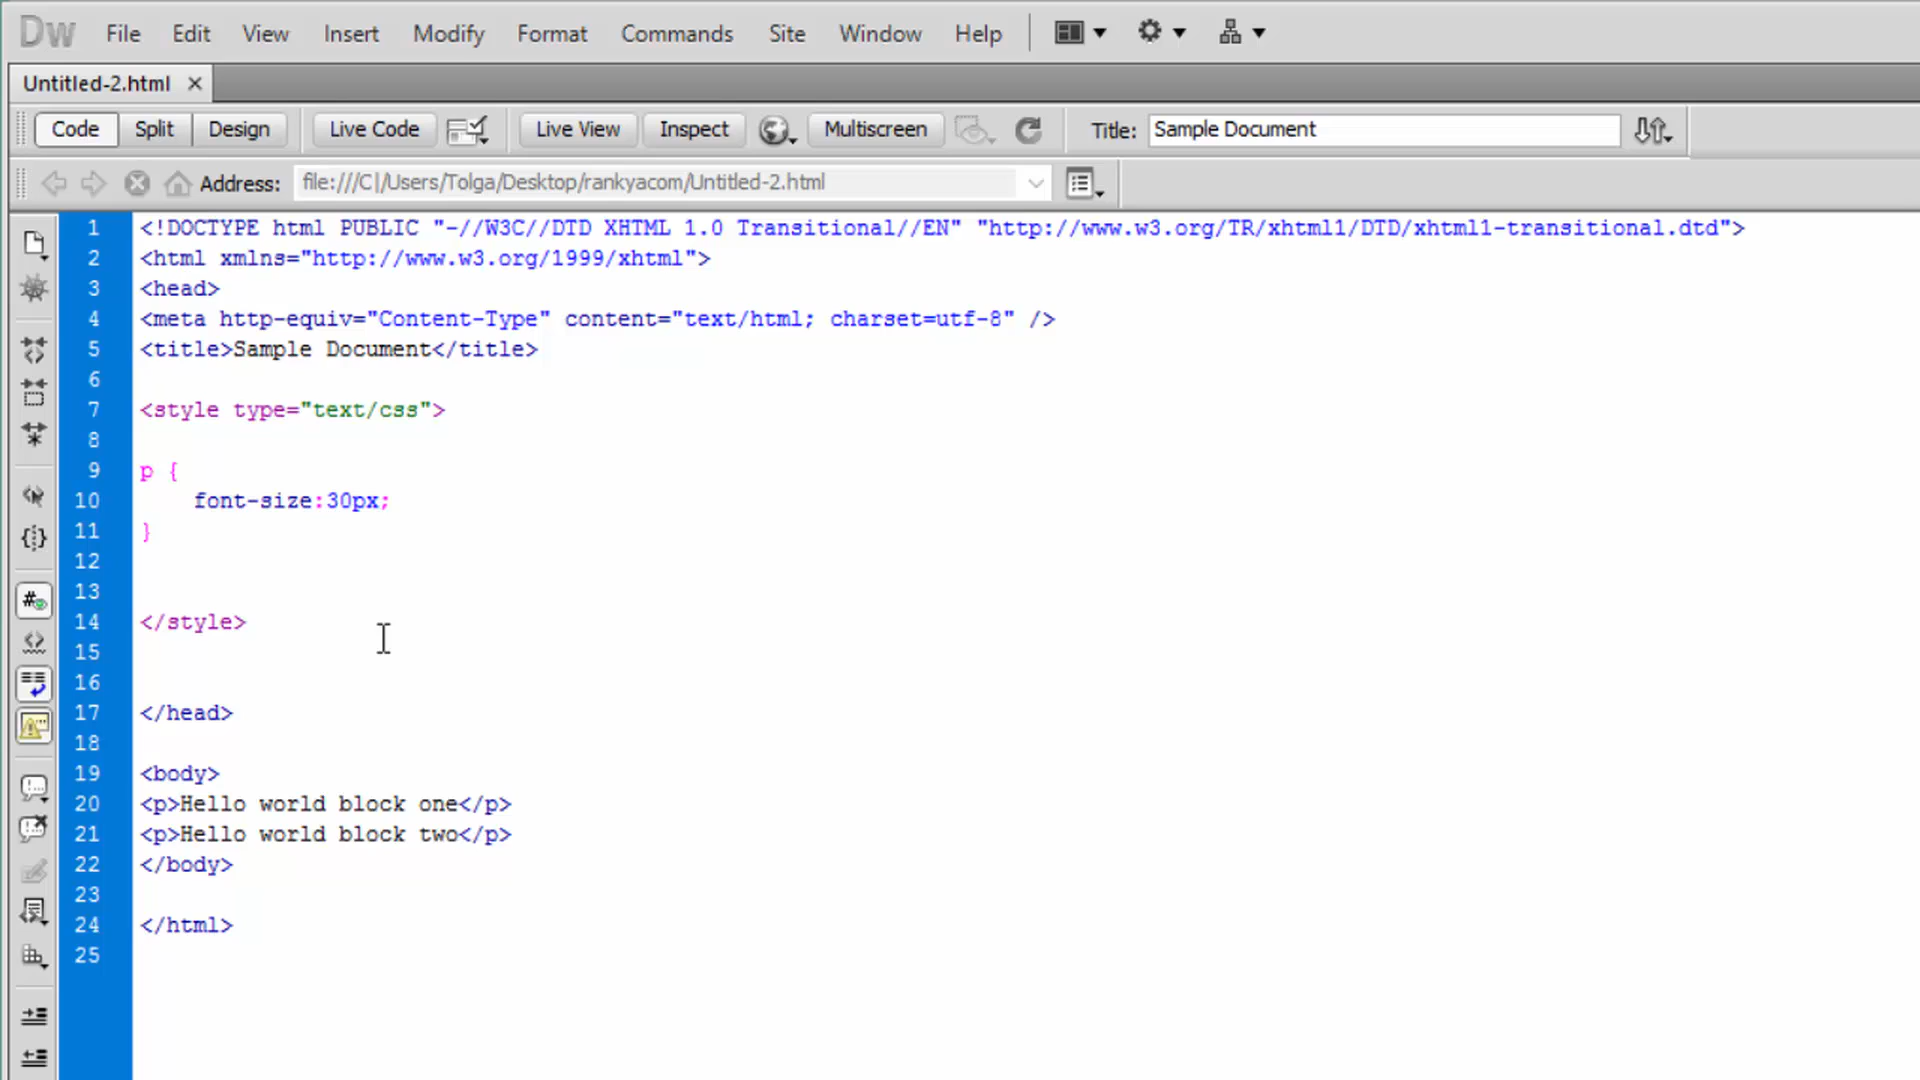 Dw File Edit View Insert Modify Format Commands Site Window Help
Untitled-2.html
Code Split Design Live Code Live View Inspect Multiscreen Title: Sample Document
Address: file:///C|/Users/Tolga/Desktop/rankyacom/Untitled-2.html
1 <!DOCTYPE html PUBLIC "-//W3C//DTD XHTML 1.0 Transitional//EN" "http://www.w3.org/TR/xhtml1/DTD/xhtml1-transitional.dtd">
2 <html xmlns="http://www.w3.org/1999/xhtml">
3 <head>
4 <meta http-equiv="Content-Type" content="text/html; charset=utf-8" />
5 <title>Sample Document</title>
6
7 <style type="text/css">
8
9 p {
10 font-size:30px;
11 }
12
13
14 </style>
15
16
17 </head>
18
19 <body>
20 <p>Hello world block one</p>
21 <p>Hello world block two</p>
22 </body>
23
24 </html>
25